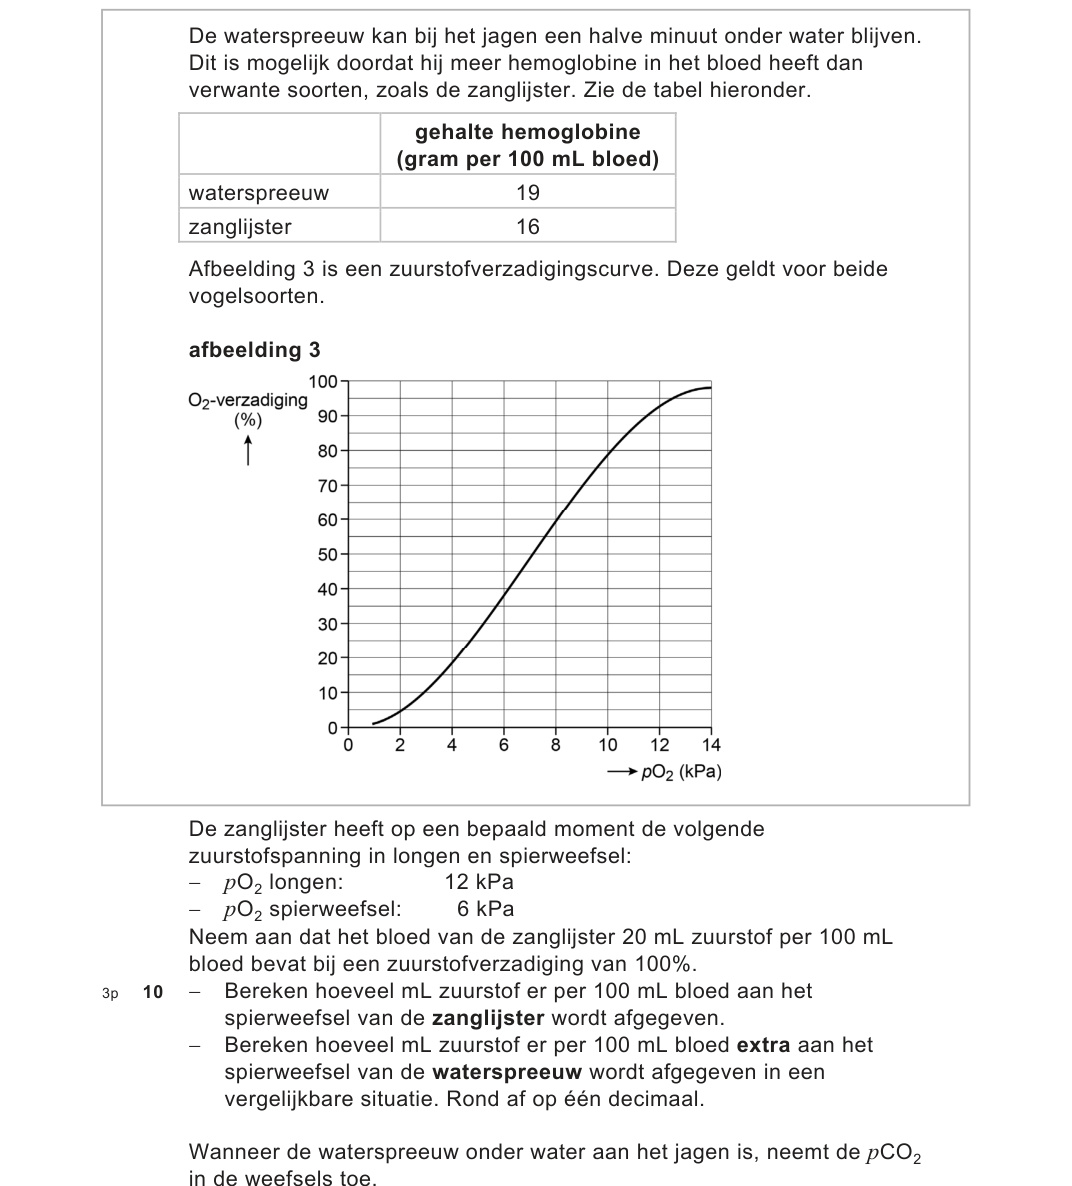 De waterspreeuw kan bij het jagen een halve minuut onder water blijven.
Dit is mogelijk doordat hij meer hemoglobine in het bloed heeft dan
verwante soorten, zoals de zanglijster. Zie de tabel hieronder.
gehalte hemoglobine
(gram per 100 mL bloed)
waterspreeuw 19
zanglijster 16
Afbeelding 3 is een zuurstofverzadigingscurve. Deze geldt voor beide
vogelsoorten.
afbeelding 3
O₂-verzadiging
(%)
100
90
80
70
60
50
40
30
20
10
0
0 2 4 6 8 10 12 14
pO₂ (kPa)
De zanglijster heeft op een bepaald moment de volgende
zuurstofspanning in longen en spierweefsel:
– pO₂ longen: 12 kPa
– pO₂ spierweefsel: 6 kPa
Neem aan dat het bloed van de zanglijster 20 mL zuurstof per 100 mL
bloed bevat bij een zuurstofverzadiging van 100%.
3p 10 – Bereken hoeveel mL zuurstof er per 100 mL bloed aan het
spierweefsel van de zanglijster wordt afgegeven.
– Bereken hoeveel mL zuurstof er per 100 mL bloed extra aan het
spierweefsel van de waterspreeuw wordt afgegeven in een
vergelijkbare situatie. Rond af op één decimaal.
Wanneer de waterspreeuw onder water aan het jagen is, neemt de pCO₂
in de weefsels toe.